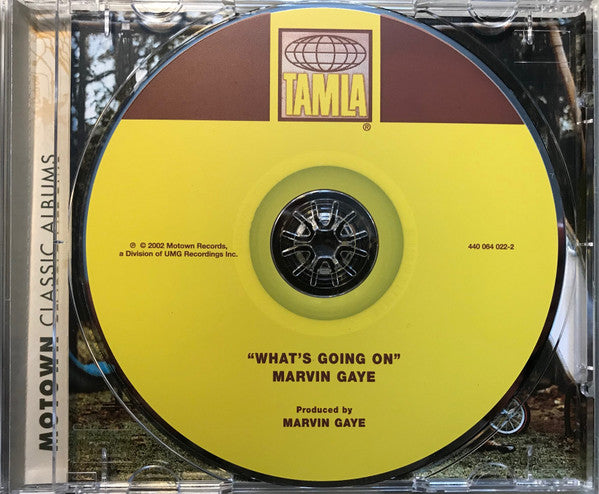 MOTOWN CLASSIC ALBUMS
TAMLA
®
℗ © 2002 Motown Records,
a Division of UMG Recordings Inc.
440 064 022-2
“WHAT'S GOING ON”
MARVIN GAYE
Produced by
MARVIN GAYE